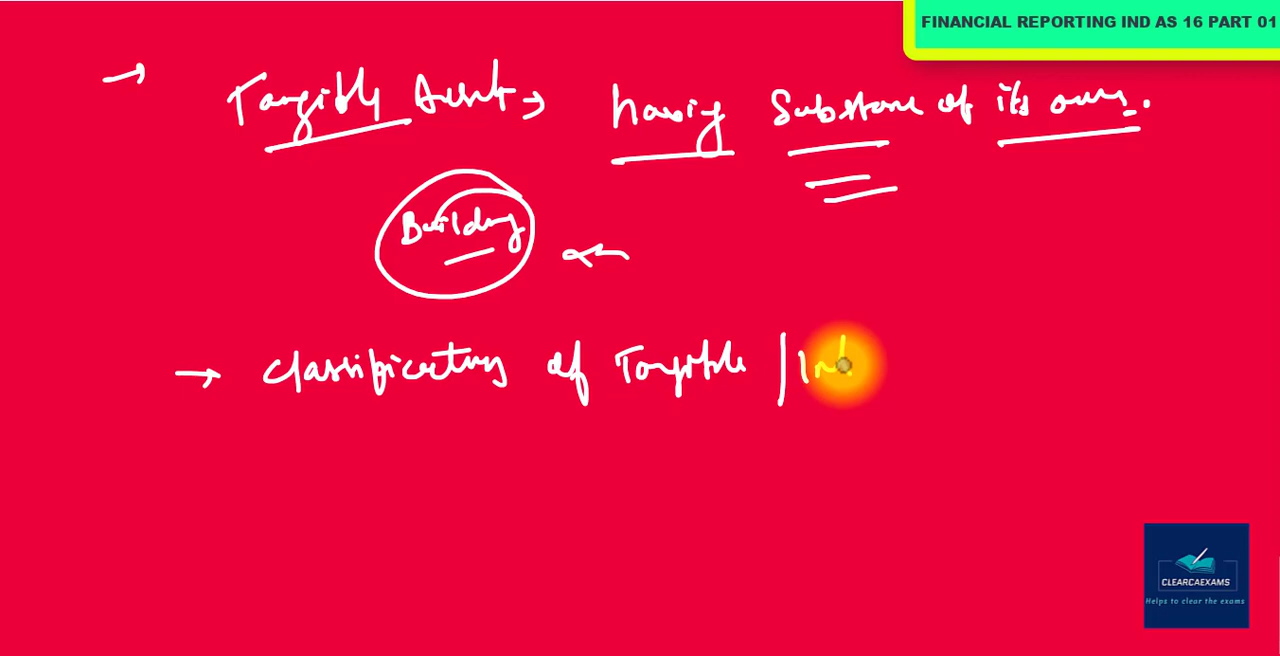 FINANCIAL REPORTING IND AS 16 PART 01
→ Tangible Asset → having Substance of its own.
Building ←
→ Classification of Tangible / Int
CLEARCAEXAMS
Helps to clear the exams